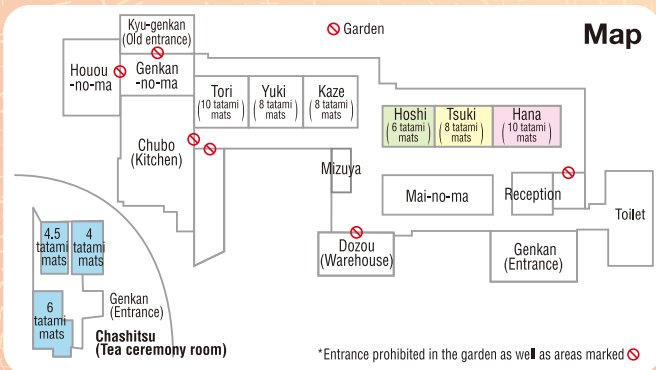 Map
Garden
Kyu-genkan
(Old entrance)
Houou
-no-ma
Genkan
-no-ma
Tori
(10 tatami
mats)
Yuki
(8 tatami
mats)
Kaze
(8 tatami
mats)
Hoshi
(6 tatami
mats)
Tsuki
(8 tatami
mats)
Hana
(10 tatami
mats)
Chubo
(Kitchen)
Mizuya
Mai-no-ma
Reception
Toilet
Dozou
(Warehouse)
Genkan
(Entrance)
4.5
tatami
mats
4
tatami
mats
6
tatami
mats
Genkan
(Entrance)
Chashitsu
(Tea ceremony room)
*Entrance prohibited in the garden as well as areas marked